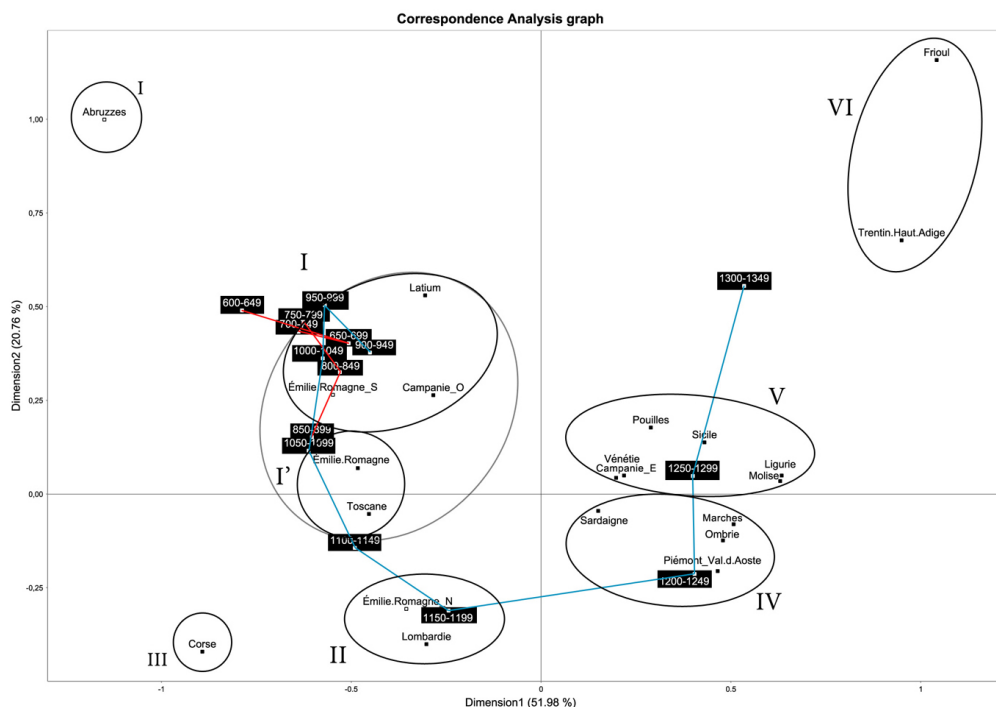 Correspondence Analysis graph
Frioul
VI
I
Abruzzes
1,00
0,75
Trentin.Haut.Adige
I
1300-1349
950-999
Latium
600-649
0,50
750-799
700-749
650-699
900-949
1000-1049
800-849
Dimension2 (20.76 %)
Émilie.Romagne_S
Campanie_O
V
0,25
Pouilles
Sicile
850-899
1050-1099
Émilie.Romagne
Vénétie
Campanie_E
1250-1299
Ligurie
Molise
I’
0,00
Toscane
Sardaigne
Marches
Ombrie
1100-1149
Piémont_Val.d.Aoste
1200-1249
-0,25
Émilie.Romagne_N
1150-1199
IV
Lombardie
Corse
III
II
-1
-0.5
0
0.5
1
Dimension1 (51.98 %)